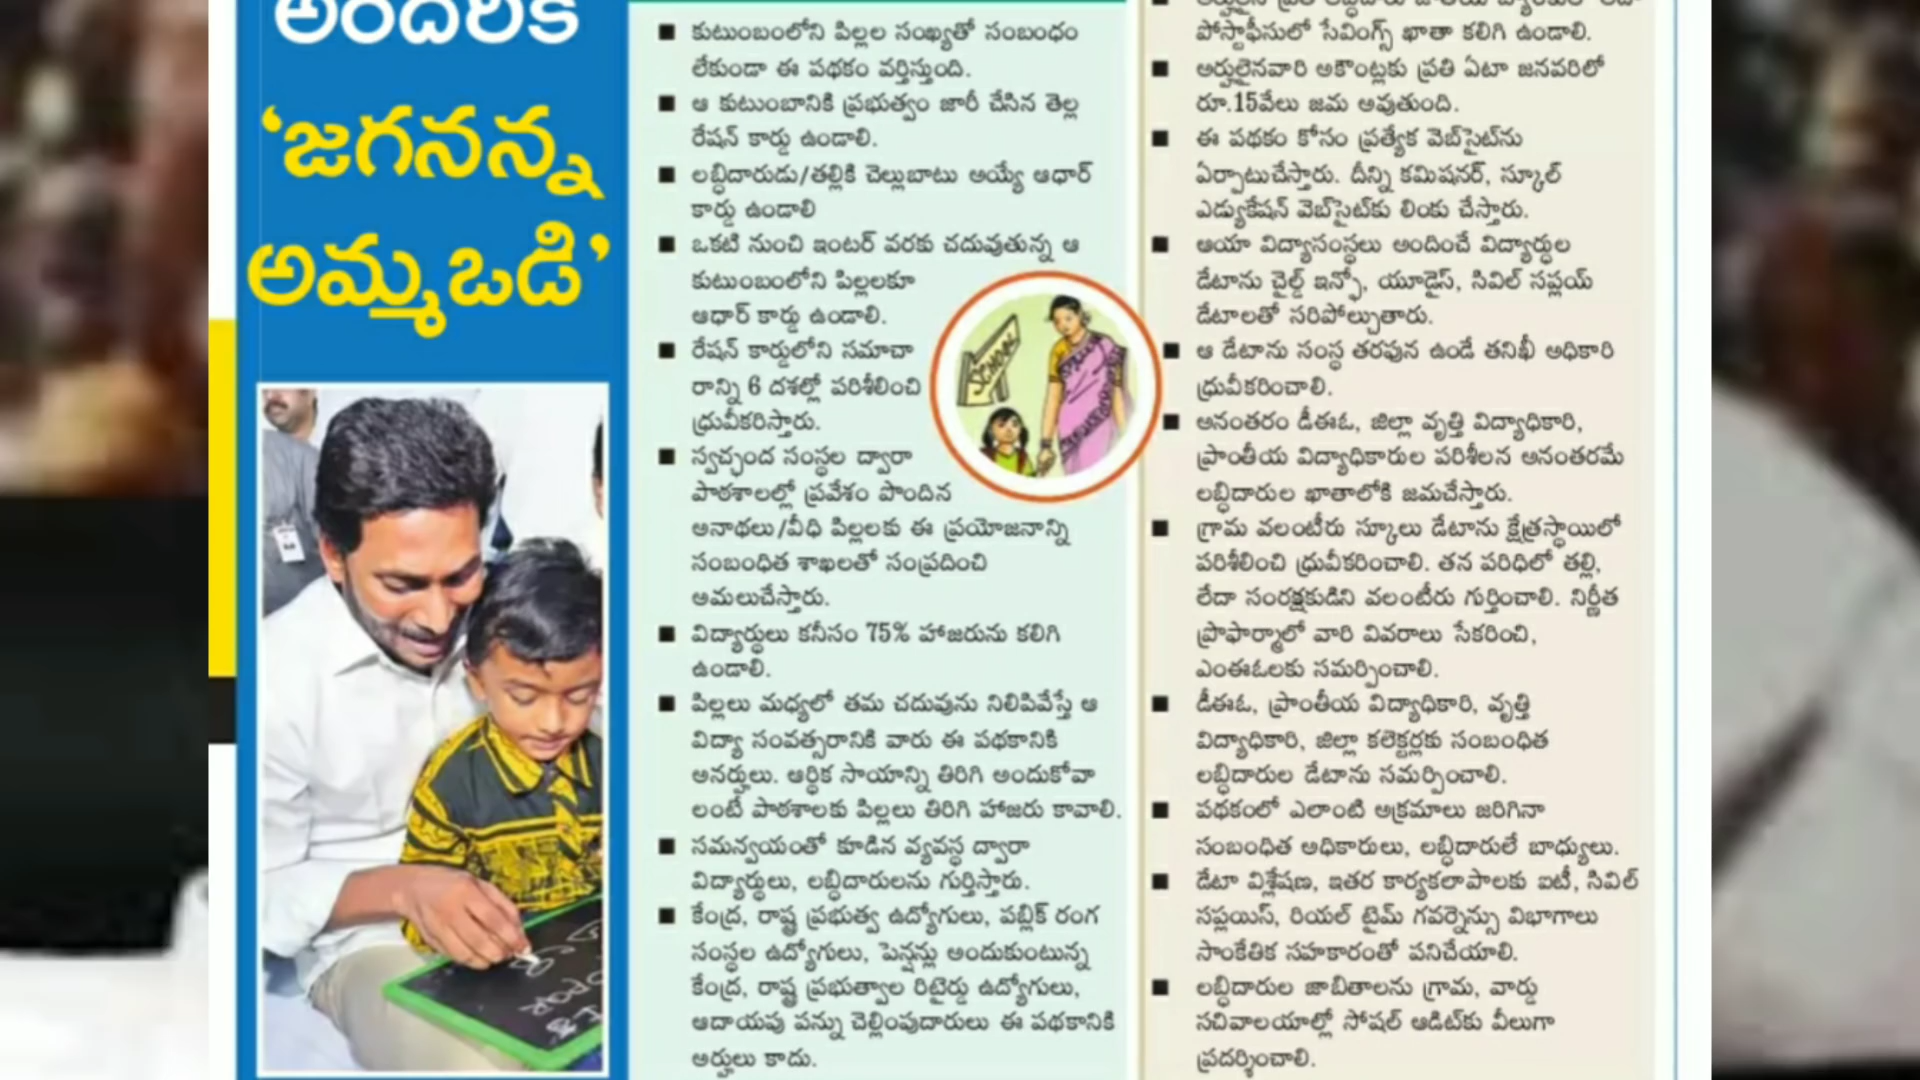 అందరికీ
‘జగనన్న
అమ్మఒడి’
కుటుంబంలోని పిల్లల సంఖ్యతో సంబంధం
లేకుండా ఈ పథకం వర్తిస్తుంది.
ఆ కుటుంబానికి ప్రభుత్వం జారీ చేసిన తెల్ల
రేషన్ కార్డు ఉండాలి.
లబ్ధిదారుడు/తల్లికి చెల్లుబాటు అయ్యే ఆధార్
కార్డు ఉండాలి
ఒకటి నుంచి ఇంటర్ వరకు చదువుతున్న ఆ
కుటుంబంలోని పిల్లలకూ
ఆధార్ కార్డు ఉండాలి.
రేషన్ కార్డులోని సమాచా
రాన్ని 6 దశల్లో పరిశీలించి
ధ్రువీకరిస్తారు.
స్వచ్ఛంద సంస్థల ద్వారా
పాఠశాలల్లో ప్రవేశం పొందిన
అనాథలు/వీధి పిల్లలకు ఈ ప్రయోజనాన్ని
సంబంధిత శాఖలతో సంప్రదించి
అమలుచేస్తారు.
విద్యార్థులు కనీసం 75% హాజరును కలిగి
ఉండాలి.
పిల్లలు మధ్యలో తమ చదువును నిలిపివేస్తే ఆ
విద్యా సంవత్సరానికి వారు ఈ పథకానికి
అనర్హులు. ఆర్థిక సాయాన్ని తిరిగి అందుకోవా
లంటే పాఠశాలకు పిల్లలు తిరిగి హాజరు కావాలి.
సమన్వయంతో కూడిన వ్యవస్థ ద్వారా
విద్యార్థులు, లబ్ధిదారులను గుర్తిస్తారు.
కేంద్ర, రాష్ట్ర ప్రభుత్వ ఉద్యోగులు, పబ్లిక్ రంగ
సంస్థల ఉద్యోగులు, పెన్షన్లు అందుకుంటున్న
కేంద్ర, రాష్ట్ర ప్రభుత్వాల రిటైర్డు ఉద్యోగులు,
ఆదాయపు పన్ను చెల్లింపుదారులు ఈ పథకానికి
అర్హులు కాదు.
SCHOOL
పోస్టాఫీసులో సేవింగ్స్ ఖాతా కలిగి ఉండాలి.
అర్హులైనవారి అకౌంట్లకు ప్రతి ఏటా జనవరిలో
రూ.15వేలు జమ అవుతుంది.
ఈ పథకం కోసం ప్రత్యేక వెబ్‌సైట్‌ను
ఏర్పాటుచేస్తారు. దీన్ని కమిషనర్, స్కూల్
ఎడ్యుకేషన్ వెబ్‌సైట్‌కు లింకు చేస్తారు.
ఆయా విద్యాసంస్థలు అందించే విద్యార్థుల
డేటాను చైల్డ్ ఇన్ఫో, యూడైస్, సివిల్ సప్లయ్
డేటాలతో సరిపోల్చుతారు.
ఆ డేటాను సంస్థ తరఫున ఉండే తనిఖీ అధికారి
ధ్రువీకరించాలి.
అనంతరం డీఈఓ, జిల్లా వృత్తి విద్యాధికారి,
ప్రాంతీయ విద్యాధికారుల పరిశీలన అనంతరమే
లబ్ధిదారుల ఖాతాలోకి జమచేస్తారు.
గ్రామ వలంటీరు స్కూలు డేటాను క్షేత్రస్థాయిలో
పరిశీలించి ధ్రువీకరించాలి. తన పరిధిలో తల్లి,
లేదా సంరక్షకుడిని వలంటీరు గుర్తించాలి. నిర్ణీత
ప్రొఫార్మాలో వారి వివరాలు సేకరించి,
ఎంఈఓలకు సమర్పించాలి.
డీఈఓ, ప్రాంతీయ విద్యాధికారి, వృత్తి
విద్యాధికారి, జిల్లా కలెక్టర్లకు సంబంధిత
లబ్ధిదారుల డేటాను సమర్పించాలి.
పథకంలో ఎలాంటి అక్రమాలు జరిగినా
సంబంధిత అధికారులు, లబ్ధిదారులే బాధ్యులు.
డేటా విశ్లేషణ, ఇతర కార్యకలాపాలకు ఐటీ, సివిల్
సప్లయిస్, రియల్ టైమ్ గవర్నెన్సు విభాగాలు
సాంకేతిక సహకారంతో పనిచేయాలి.
లబ్ధిదారుల జాబితాలను గ్రామ, వార్డు
సచివాలయాల్లో సోషల్ ఆడిట్‌కు వీలుగా
ప్రదర్శించాలి.